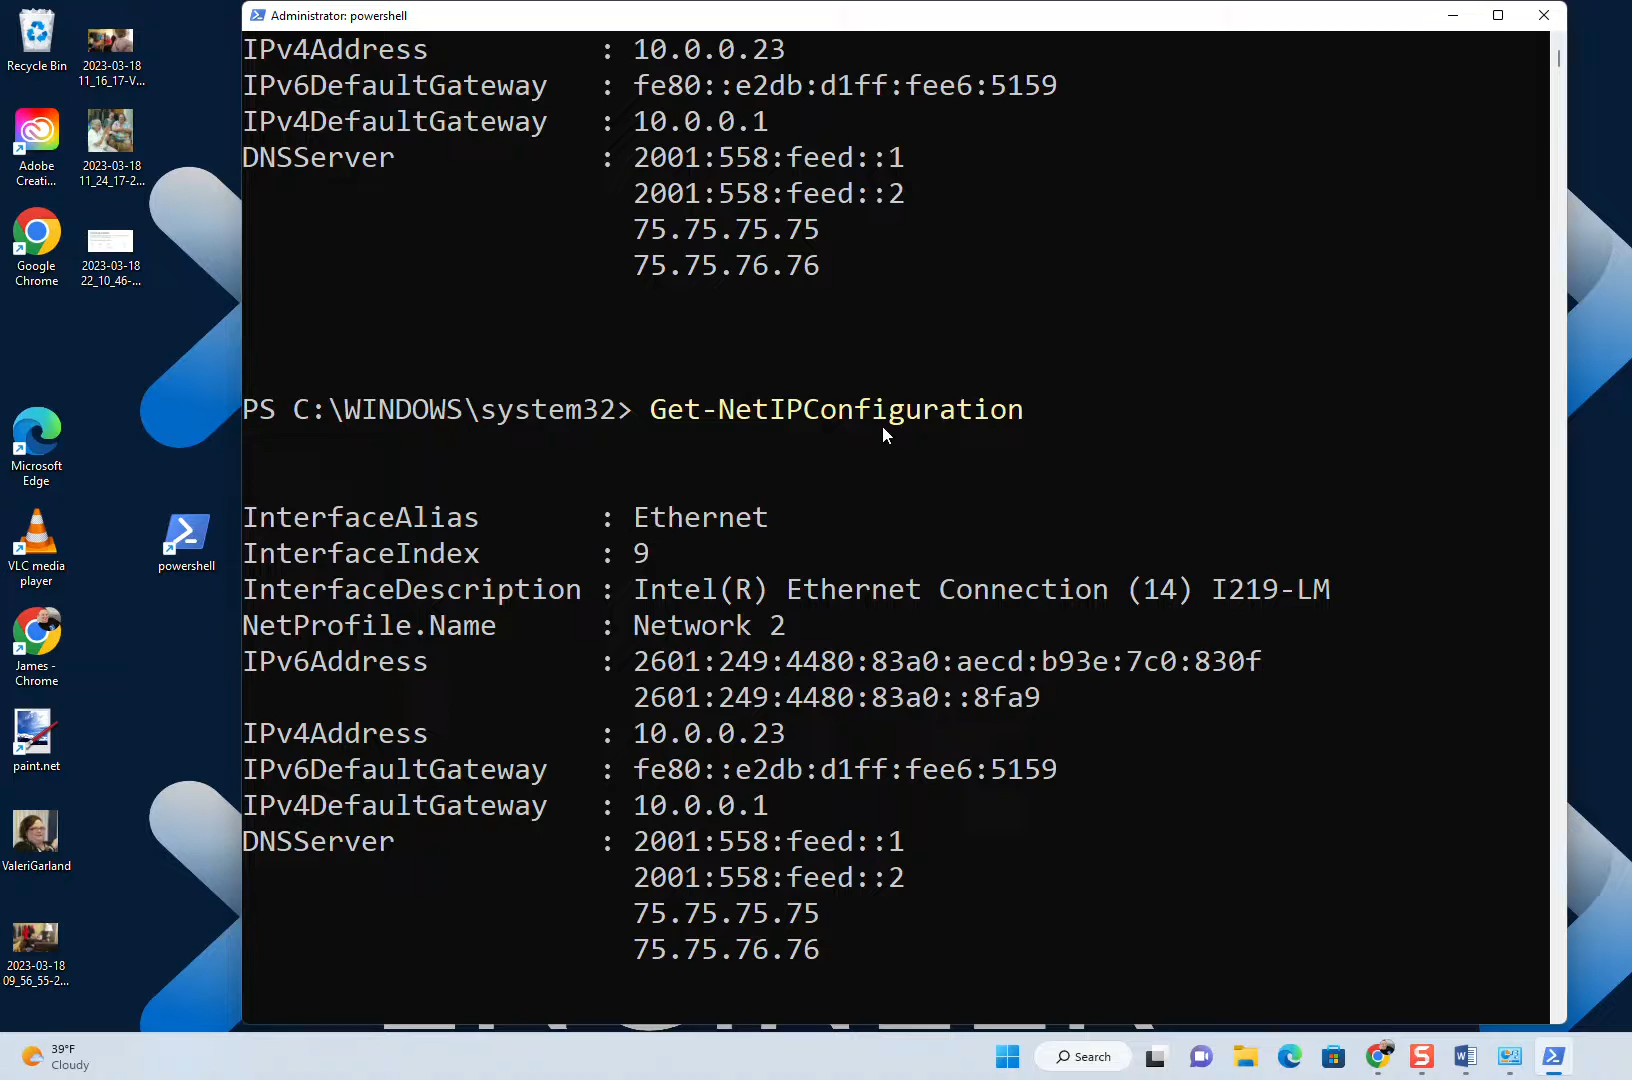 Administrator: powershell
IPv4Address : 10.0.0.23
IPv6DefaultGateway : fe80::e2db:d1ff:fee6:5159
IPv4DefaultGateway : 10.0.0.1
DNSServer : 2001:558:feed::1
2001:558:feed::2
75.75.75.75
75.75.76.76
PS C:\WINDOWS\system32> Get-NetIPConfiguration
InterfaceAlias : Ethernet
InterfaceIndex : 9
InterfaceDescription : Intel(R) Ethernet Connection (14) I219-LM
NetProfile.Name : Network 2
IPv6Address : 2601:249:4480:83a0:aecd:b93e:7c0:830f
2601:249:4480:83a0::8fa9
IPv4Address : 10.0.0.23
IPv6DefaultGateway : fe80::e2db:d1ff:fee6:5159
IPv4DefaultGateway : 10.0.0.1
DNSServer : 2001:558:feed::1
2001:558:feed::2
75.75.75.75
75.75.76.76
Recycle Bin
2023-03-18
11_16_17-V...
Adobe
Creati...
2023-03-18
11_24_17-2...
Google
Chrome
2023-03-18
22_10_46-...
Microsoft
Edge
VLC media
player
powershell
James -
Chrome
paint.net
ValeriGarland
2023-03-18
09_56_55-2...
39°F
Cloudy
Search